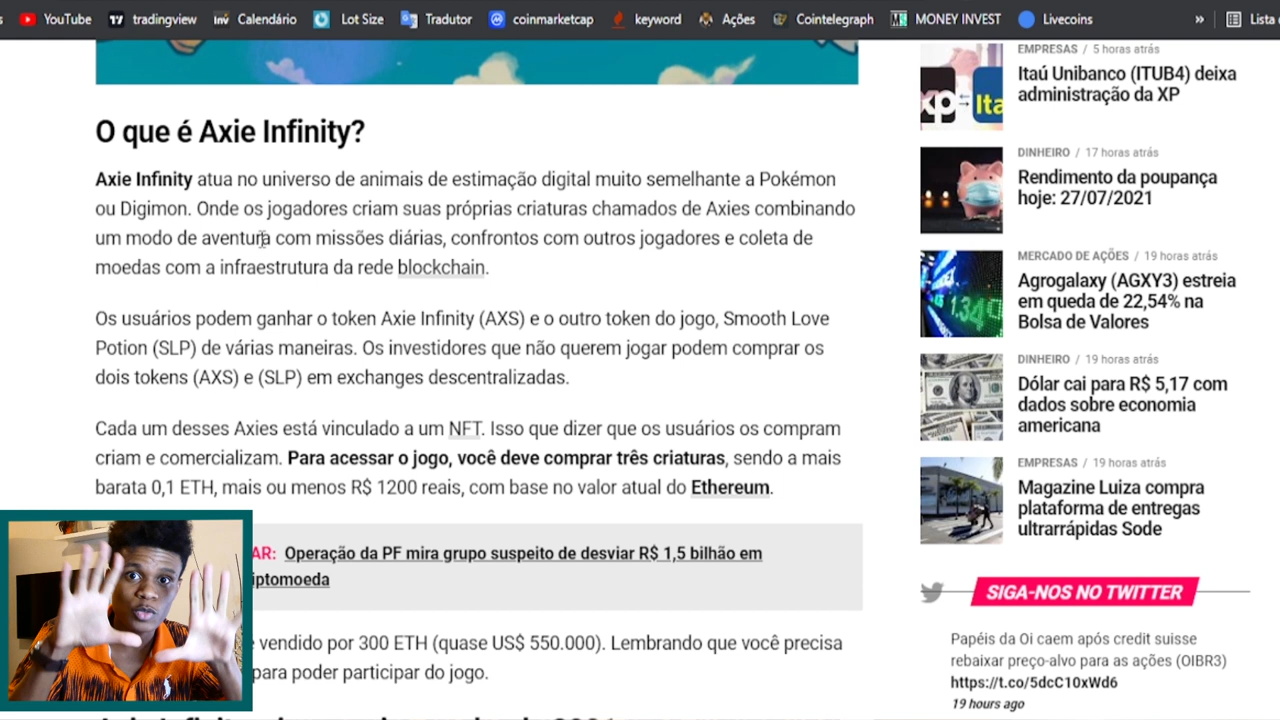 YouTube
tradingview
Calendário
Lot Size
Tradutor
coinmarketcap
keyword
Ações
Cointelegraph
MONEY INVEST
Livecoins
»
Lista
O que é Axie Infinity?
Axie Infinity atua no universo de animais de estimação digital muito semelhante a Pokémon
ou Digimon. Onde os jogadores criam suas próprias criaturas chamados de Axies combinando
um modo de aventura com missões diárias, confrontos com outros jogadores e coleta de
moedas com a infraestrutura da rede blockchain.
Os usuários podem ganhar o token Axie Infinity (AXS) e o outro token do jogo, Smooth Love
Potion (SLP) de várias maneiras. Os investidores que não querem jogar podem comprar os
dois tokens (AXS) e (SLP) em exchanges descentralizadas.
Cada um desses Axies está vinculado a um NFT. Isso que dizer que os usuários os compram
criam e comercializam. Para acessar o jogo, você deve comprar três criaturas, sendo a mais
barata 0,1 ETH, mais ou menos R$ 1200 reais, com base no valor atual do Ethereum.
AR: Operação da PF mira grupo suspeito de desviar R$ 1,5 bilhão em
iptomoeda
vendido por 300 ETH (quase US$ 550.000). Lembrando que você precisa
para poder participar do jogo.
EMPRESAS / 5 horas atrás
Itaú Unibanco (ITUB4) deixa
administração da XP
xp
Ita
DINHEIRO / 17 horas atrás
Rendimento da poupança
hoje: 27/07/2021
MERCADO DE AÇÕES / 19 horas atrás
Agrogalaxy (AGXY3) estreia
em queda de 22,54% na
Bolsa de Valores
1.34
DINHEIRO / 19 horas atrás
Dólar cai para R$ 5,17 com
dados sobre economia
americana
EMPRESAS / 19 horas atrás
Magazine Luiza compra
plataforma de entregas
ultrarrápidas Sode
SIGA-NOS NO TWITTER
Papéis da Oi caem após credit suisse
rebaixar preço-alvo para as ações (OIBR3)
https://t.co/5dcC10xWd6
19 hours ago